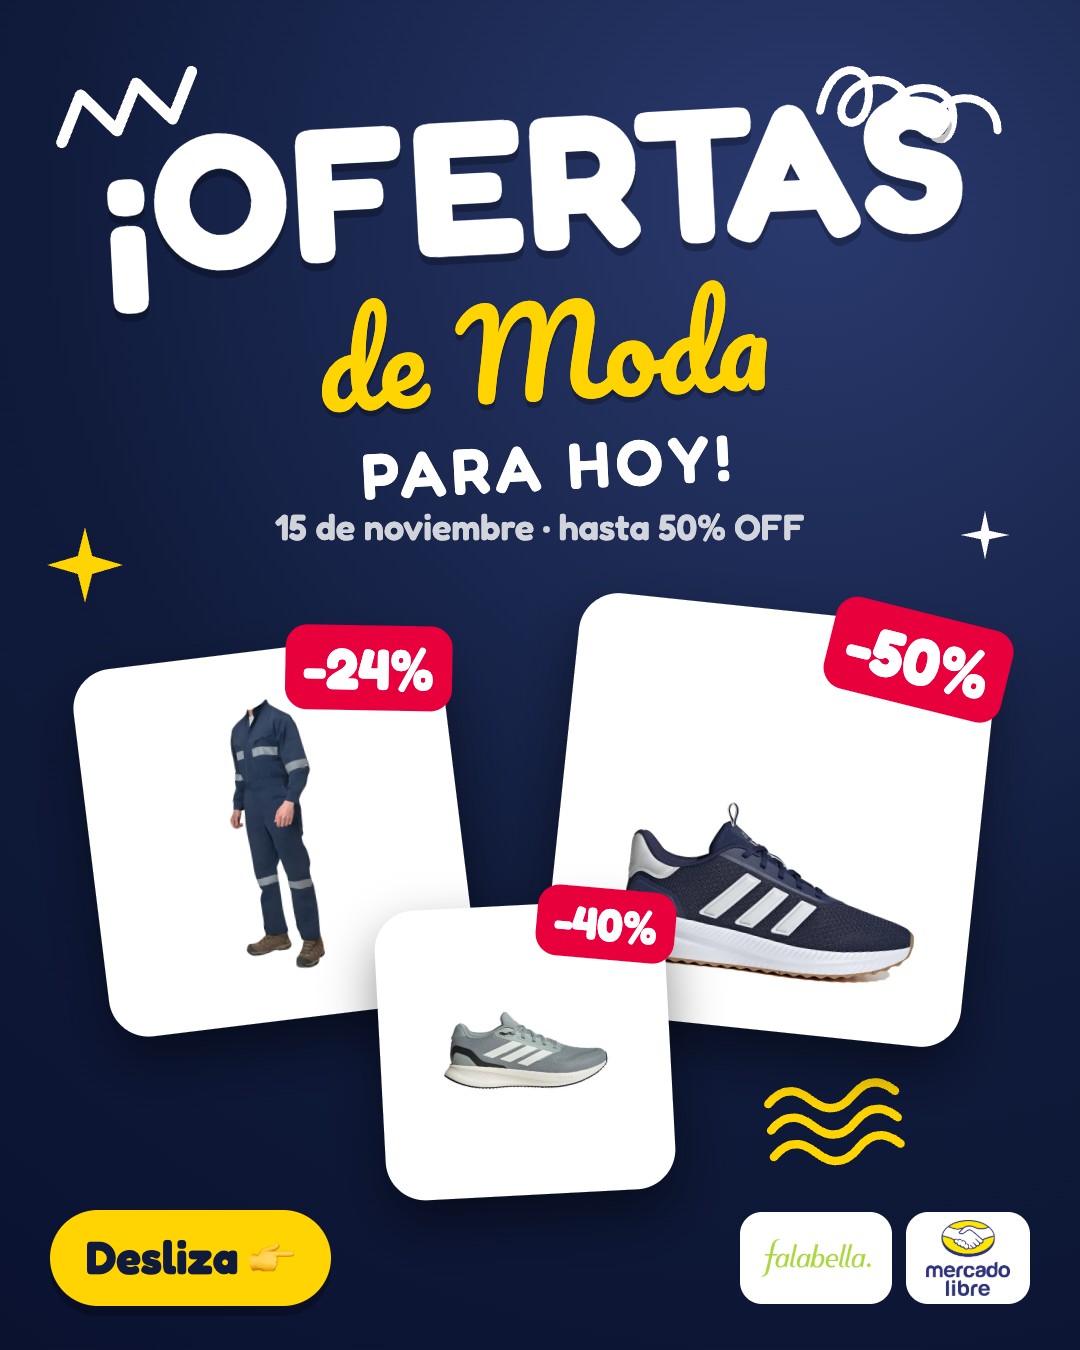 ¡OFERTAS
de Moda
PARA HOY!
15 de noviembre · hasta 50% OFF
-24%
-50%
-40%
Desliza 👉
falabella.
mercado
libre